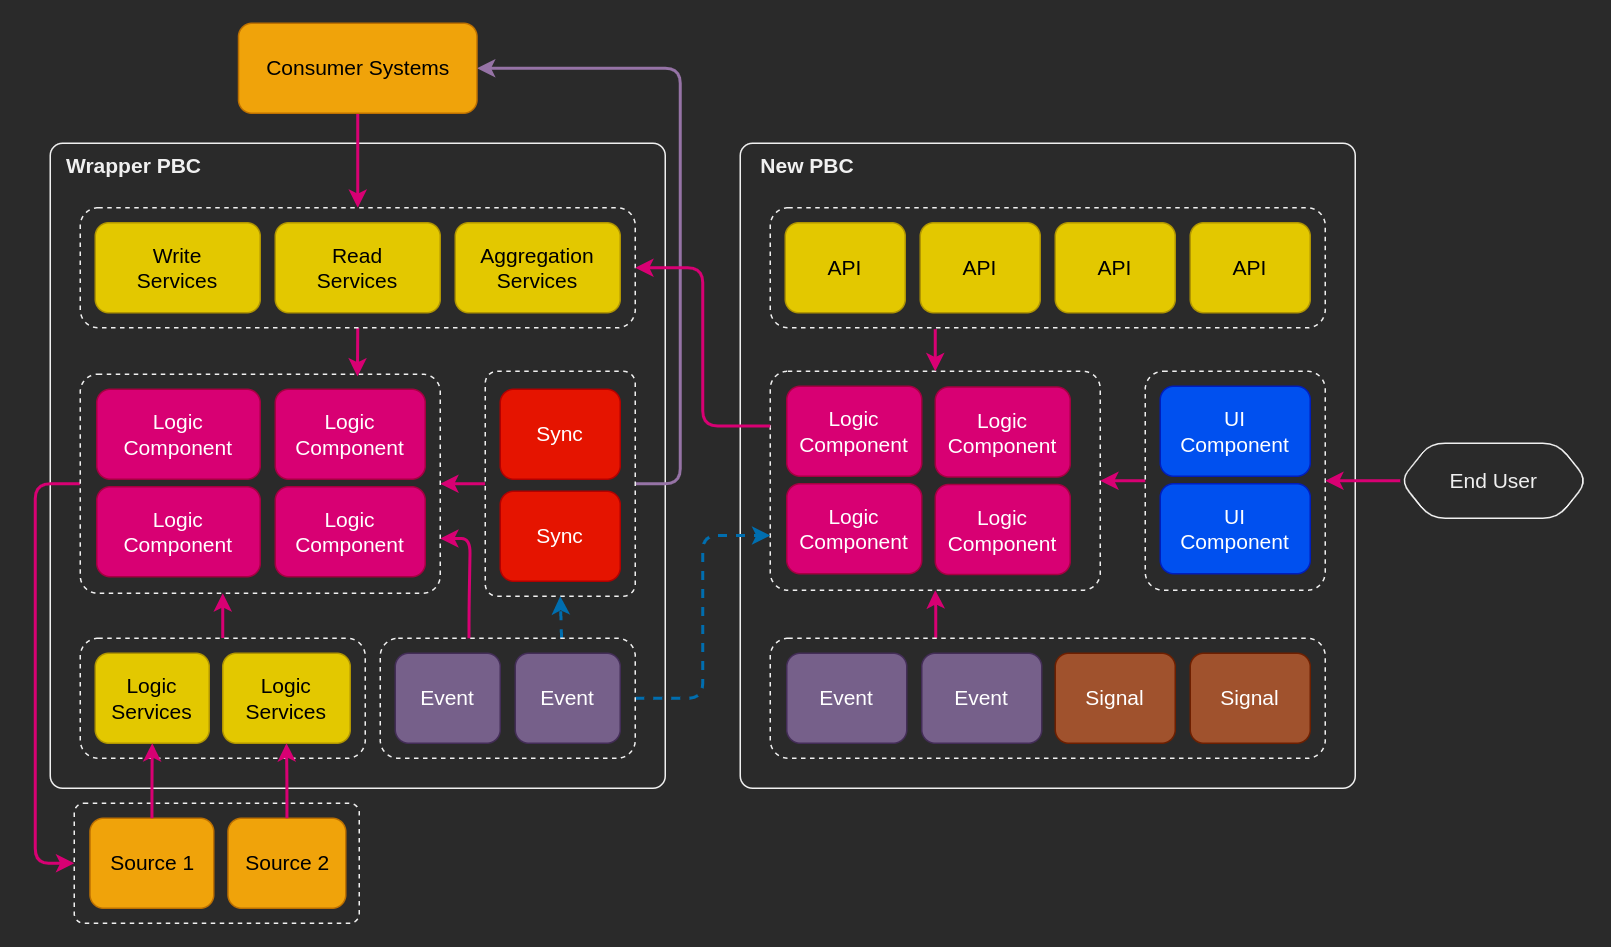 Consumer Systems
Wrapper PBC
Write
Services
Read
Services
Aggregation
Services
Logic
Component
Logic
Component
Logic
Component
Logic
Component
Sync
Sync
Logic
Services
Logic
Services
Event
Event
Source 1
Source 2
New PBC
API
API
API
API
Logic
Component
Logic
Component
Logic
Component
Logic
Component
UI
Component
UI
Component
Event
Event
Signal
Signal
End User